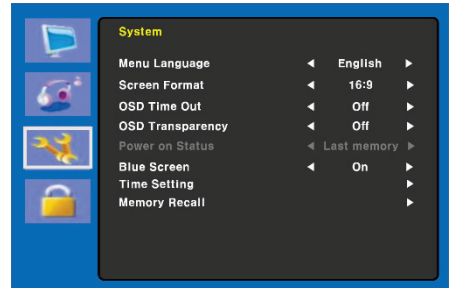 System
Menu Language ◀ English ▶
Screen Format ◀ 16:9 ▶
OSD Time Out ◀ Off ▶
OSD Transparency ◀ Off ▶
Power on Status ◀ Last memory ▶
Blue Screen ◀ On ▶
Time Setting ▶
Memory Recall ▶